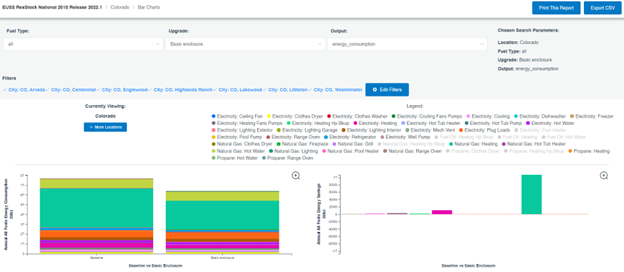 EUSS ResStock National 2018 Release 2022.1 / Colorado / Bar Charts
Print This Report
Export CSV
Fuel Type:
Upgrade:
Output:
Chosen Search Parameters:
all
Basic enclosure
energy_consumption
Location: Colorado
Fuel Type: all
Upgrade: Basic enclosure
Output: energy_consumption
Filters
✓ City: CO, Arvada ✓ City: CO, Centennial ✓ City: CO, Englewood ✓ City: CO, Highlands Ranch ✓ City: CO, Lakewood ✓ City: CO, Littleton ✓ City: CO, Westminster
Edit Filters
Currently Viewing:
Colorado
+ More Locations
Legend:
Electricity: Ceiling Fan Electricity: Clothes Dryer Electricity: Clothes Washer Electricity: Cooling Fans Pumps Electricity: Cooling Electricity: Dishwasher Electricity: Freezer
Electricity: Heating Fans Pumps Electricity: Heating Hp Bkup Electricity: Heating Electricity: Hot Tub Heater Electricity: Hot Tub Pump Electricity: Hot Water
Electricity: Lighting Exterior Electricity: Lighting Garage Electricity: Lighting Interior Electricity: Mech Vent Electricity: Plug Loads Electricity: Pool Heater
Electricity: Pool Pump Electricity: Range Oven Electricity: Refrigerator Electricity: Well Pump Fuel Oil: Heating Hp Bkup Fuel Oil: Heating Fuel Oil: Hot Water
Natural Gas: Clothes Dryer Natural Gas: Fireplace Natural Gas: Grill Natural Gas: Heating Hp Bkup Natural Gas: Heating Natural Gas: Hot Tub Heater
Natural Gas: Hot Water Natural Gas: Lighting Natural Gas: Pool Heater Natural Gas: Range Oven Propane: Clothes Dryer Propane: Heating Hp Bkup Propane: Heating
Propane: Hot Water Propane: Range Oven
Annual All Fuels Energy Consumption
Baseline
Basic enclosure
Baseline vs Basic Enclosure
Annual All Fuels Energy Savings
Baseline vs Basic Enclosure